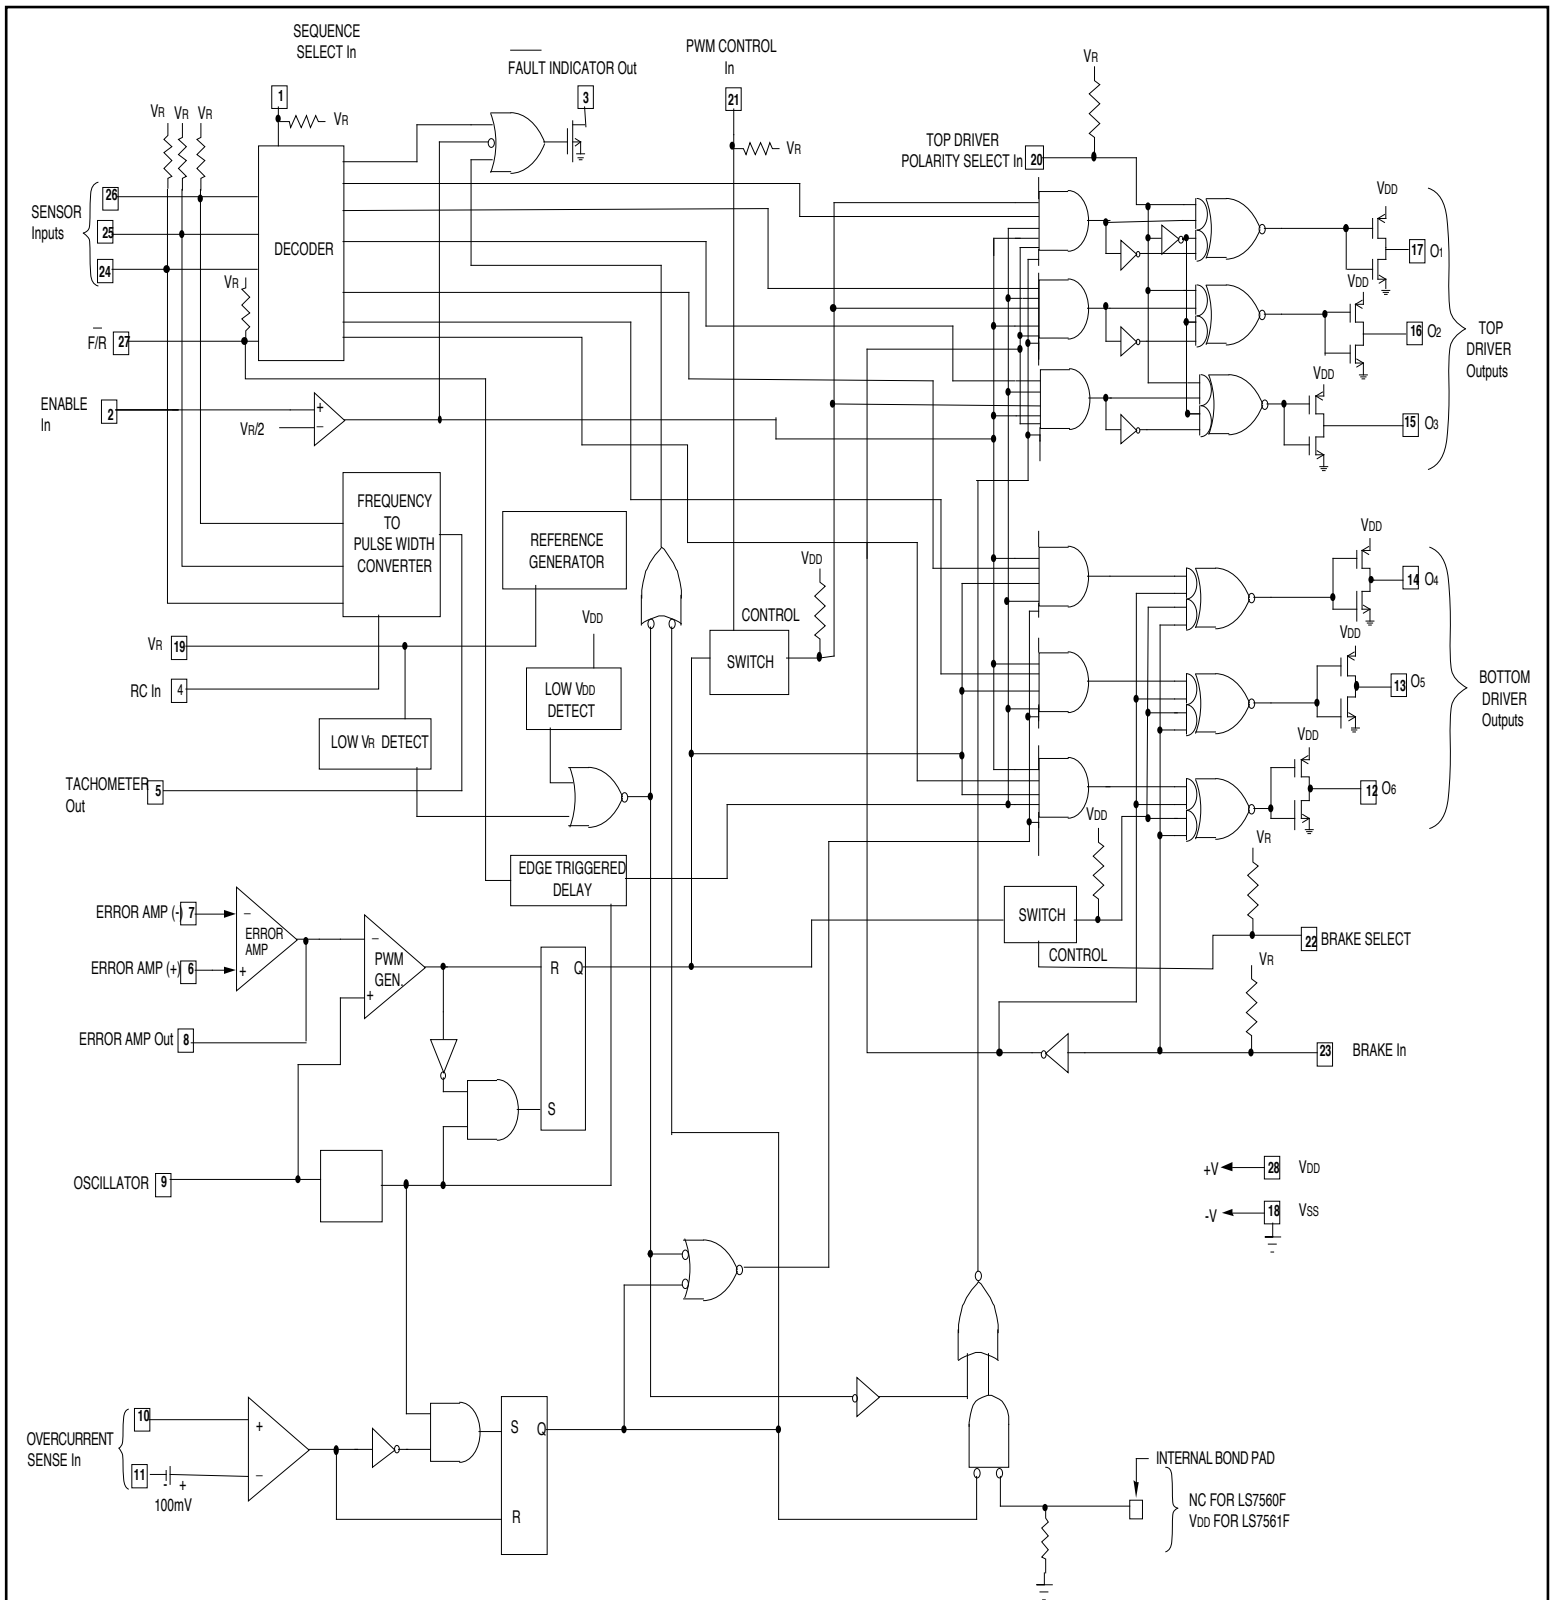 SEQUENCE
SELECT In
FAULT INDICATOR Out
PWM CONTROL
In
1
3
21
VR
VR
VR
VR
VR
VR
TOP DRIVER
POLARITY SELECT In
20
SENSOR
Inputs
26
25
24
DECODER
VR
F/R
27
ENABLE
In
2
VR/2
+
−
VDD
17
O1
VDD
16
O2
VDD
15
O3
TOP
DRIVER
Outputs
FREQUENCY
TO
PULSE WIDTH
CONVERTER
REFERENCE
GENERATOR
VDD
VDD
CONTROL
SWITCH
VR
19
RC In
4
LOW VDD
DETECT
LOW VR DETECT
TACHOMETER
Out
5
VDD
14
O4
VDD
13
O5
VDD
12
O6
BOTTOM
DRIVER
Outputs
EDGE TRIGGERED
DELAY
VDD
VR
SWITCH
CONTROL
22
BRAKE SELECT
VR
23
BRAKE In
ERROR AMP (-)
7
−
ERROR
AMP
+
ERROR AMP (+)
6
ERROR AMP Out
8
−
PWM
GEN.
+
R
Q
S
OSCILLATOR
9
+V
28
VDD
-V
18
VSS
OVERCURRENT
SENSE In
10
11
-
+
100mV
+
−
S
Q
R
INTERNAL BOND PAD
NC FOR LS7560F
VDD FOR LS7561F